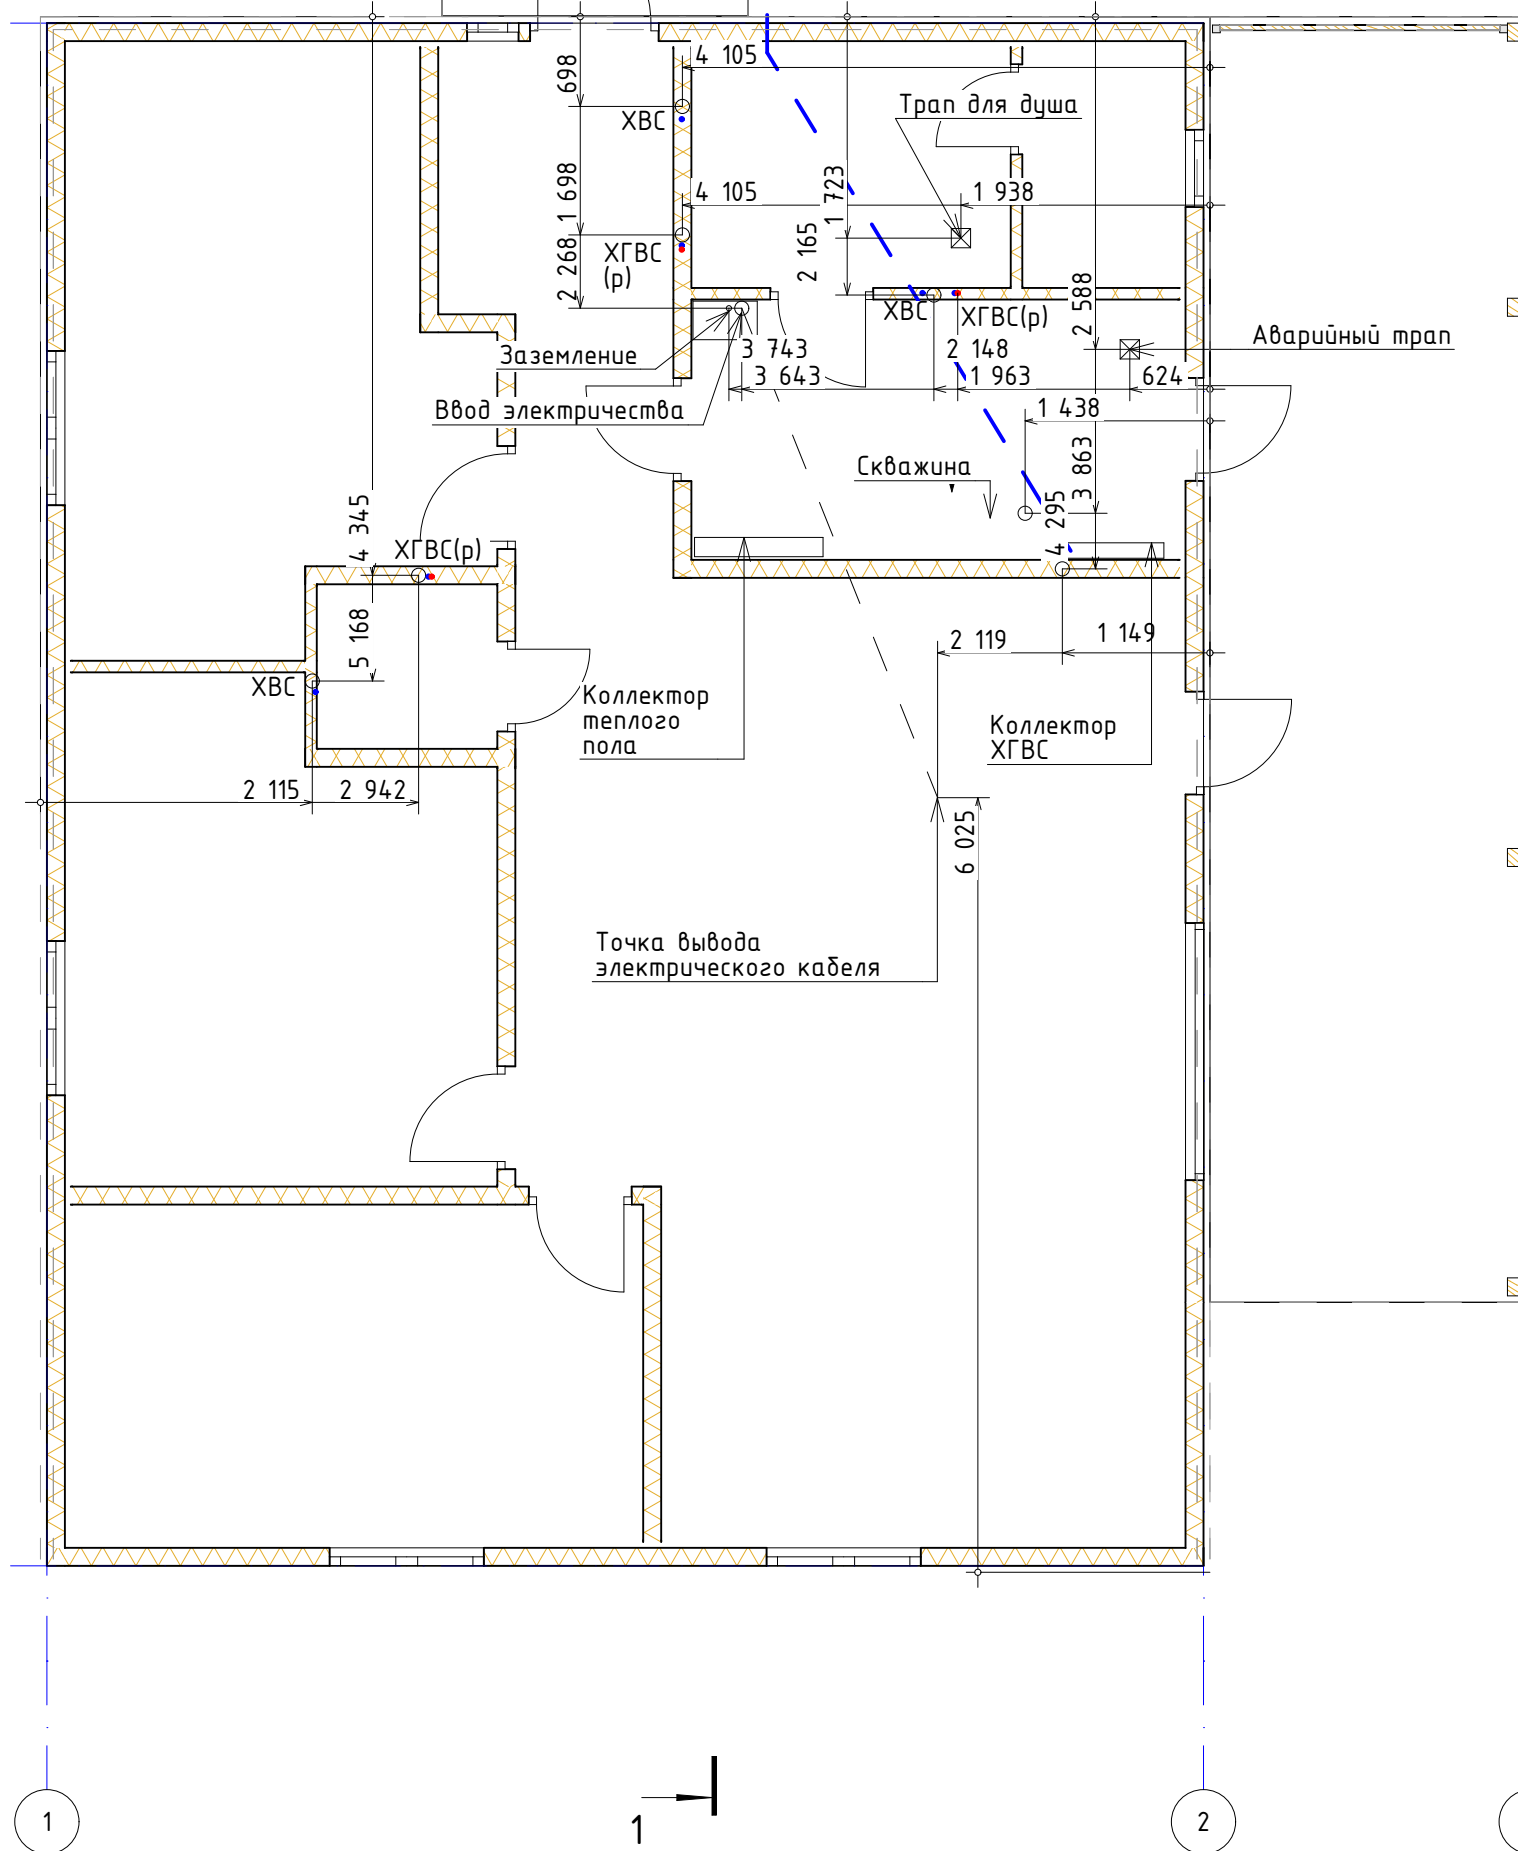 4 105
698
ХВС
Трап для душа
1 698
4 105
1 723
1 938
ХГВС
(р)
2 268
2 165
ХВС
ХГВС(р)
2 588
Заземление
3 743
2 148
Аварийный трап
3 643
1 963
624
Ввод электричества
1 438
Скважина
3 863
4 295
4 345
ХГВС(р)
5 168
2 119
1 149
ХВС
Коллектор
теплого
пола
Коллектор
ХГВС
2 115
2 942
6 025
Точка вывода
электрического кабеля
1
1
2